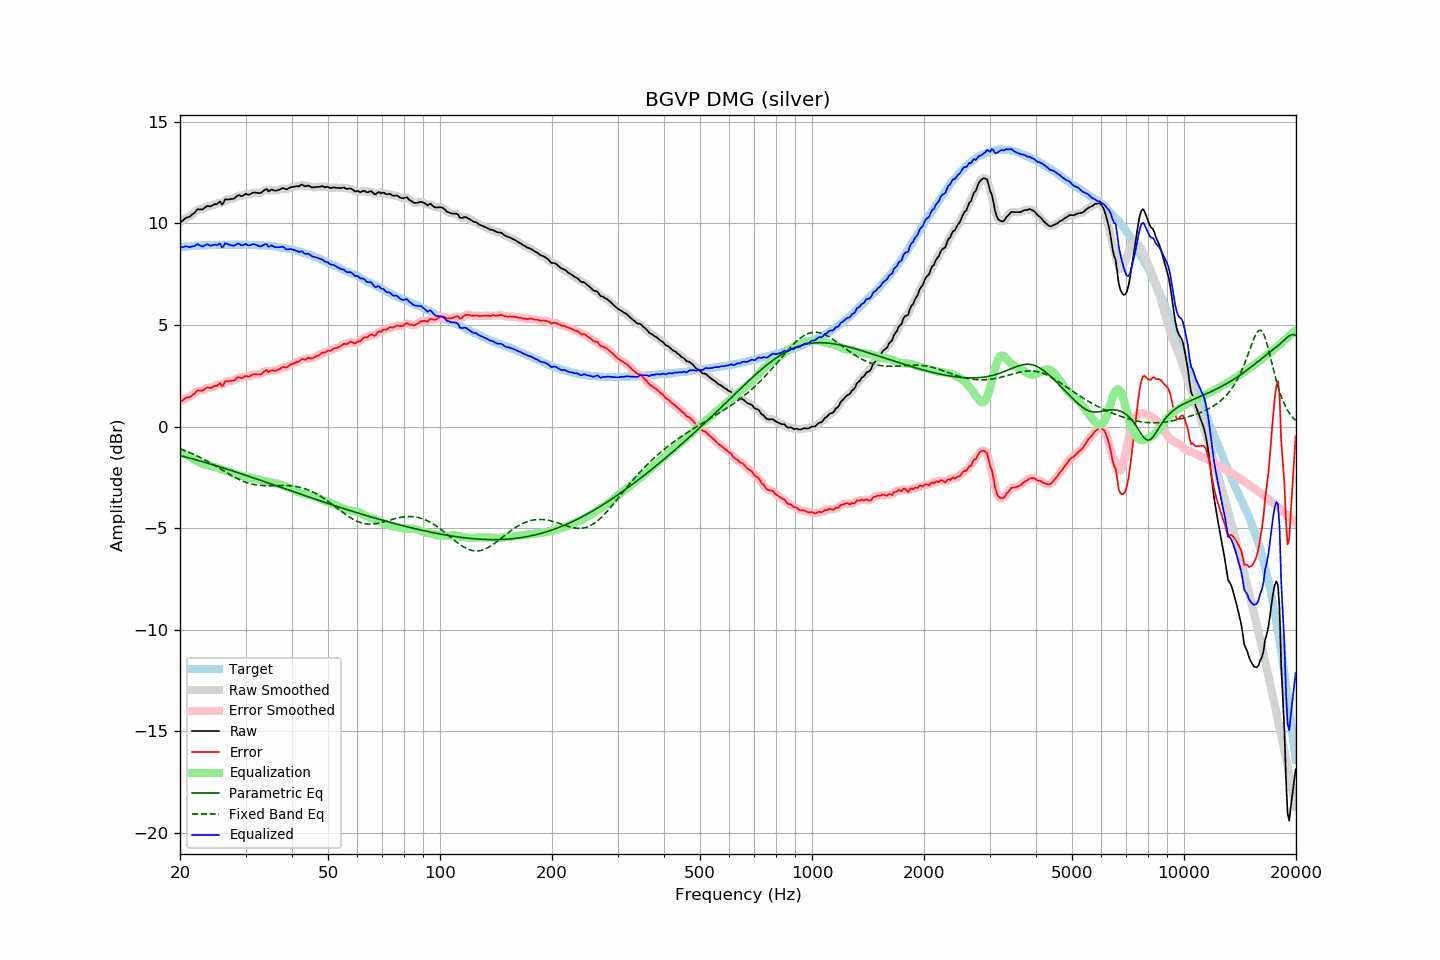 BGVP DMG (silver)
15
10
5
0
−5
−10
−15
−20
Amplitude (dBr)
Target
Raw Smoothed
Error Smoothed
Raw
Error
Equalization
Parametric Eq
Fixed Band Eq
Equalized
20 50 100 200 500 1000 2000 5000 10000 20000
Frequency (Hz)